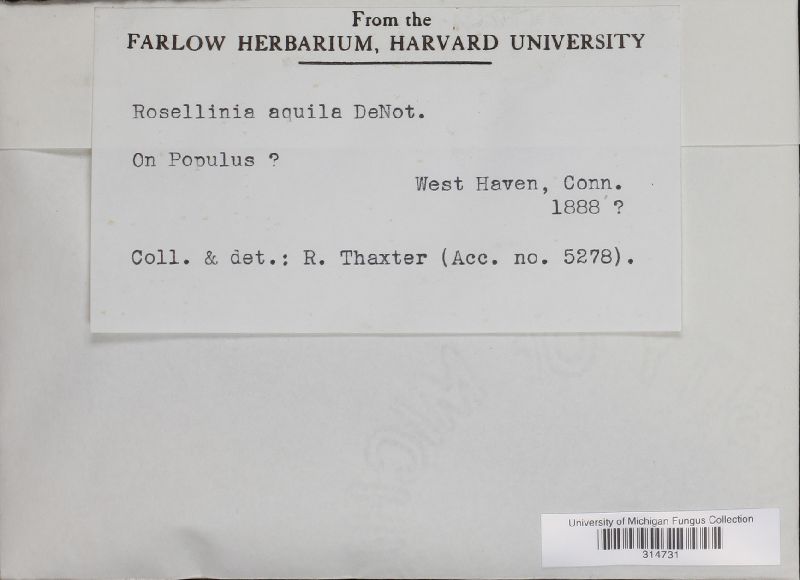 From the
FARLOW HERBARIUM, HARVARD UNIVERSITY
Rosellinia aquila DeNot.
On Populus ?
West Haven, Conn.
1888 ?
Coll. & det.: R. Thaxter (Acc. no. 5278).
University of Michigan Fungus Collection
314731